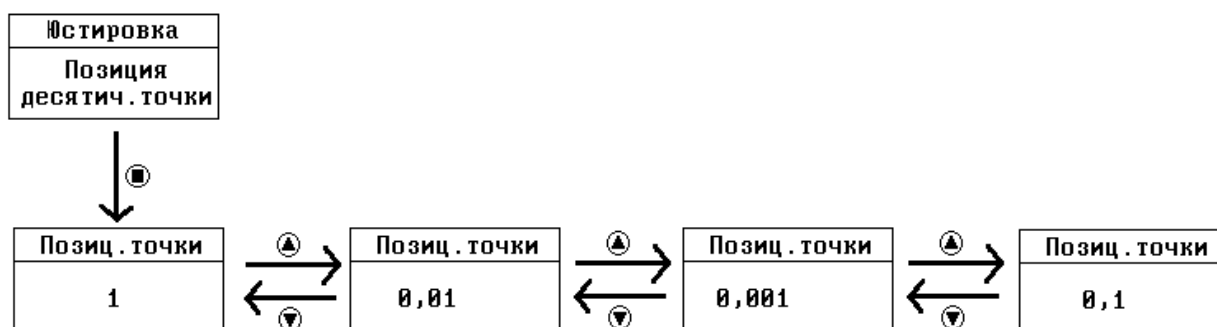 Юстировка
Позиция
десятич.точки
Позиц.точки
1
Позиц.точки
0,01
Позиц.точки
0,001
Позиц.точки
0,1